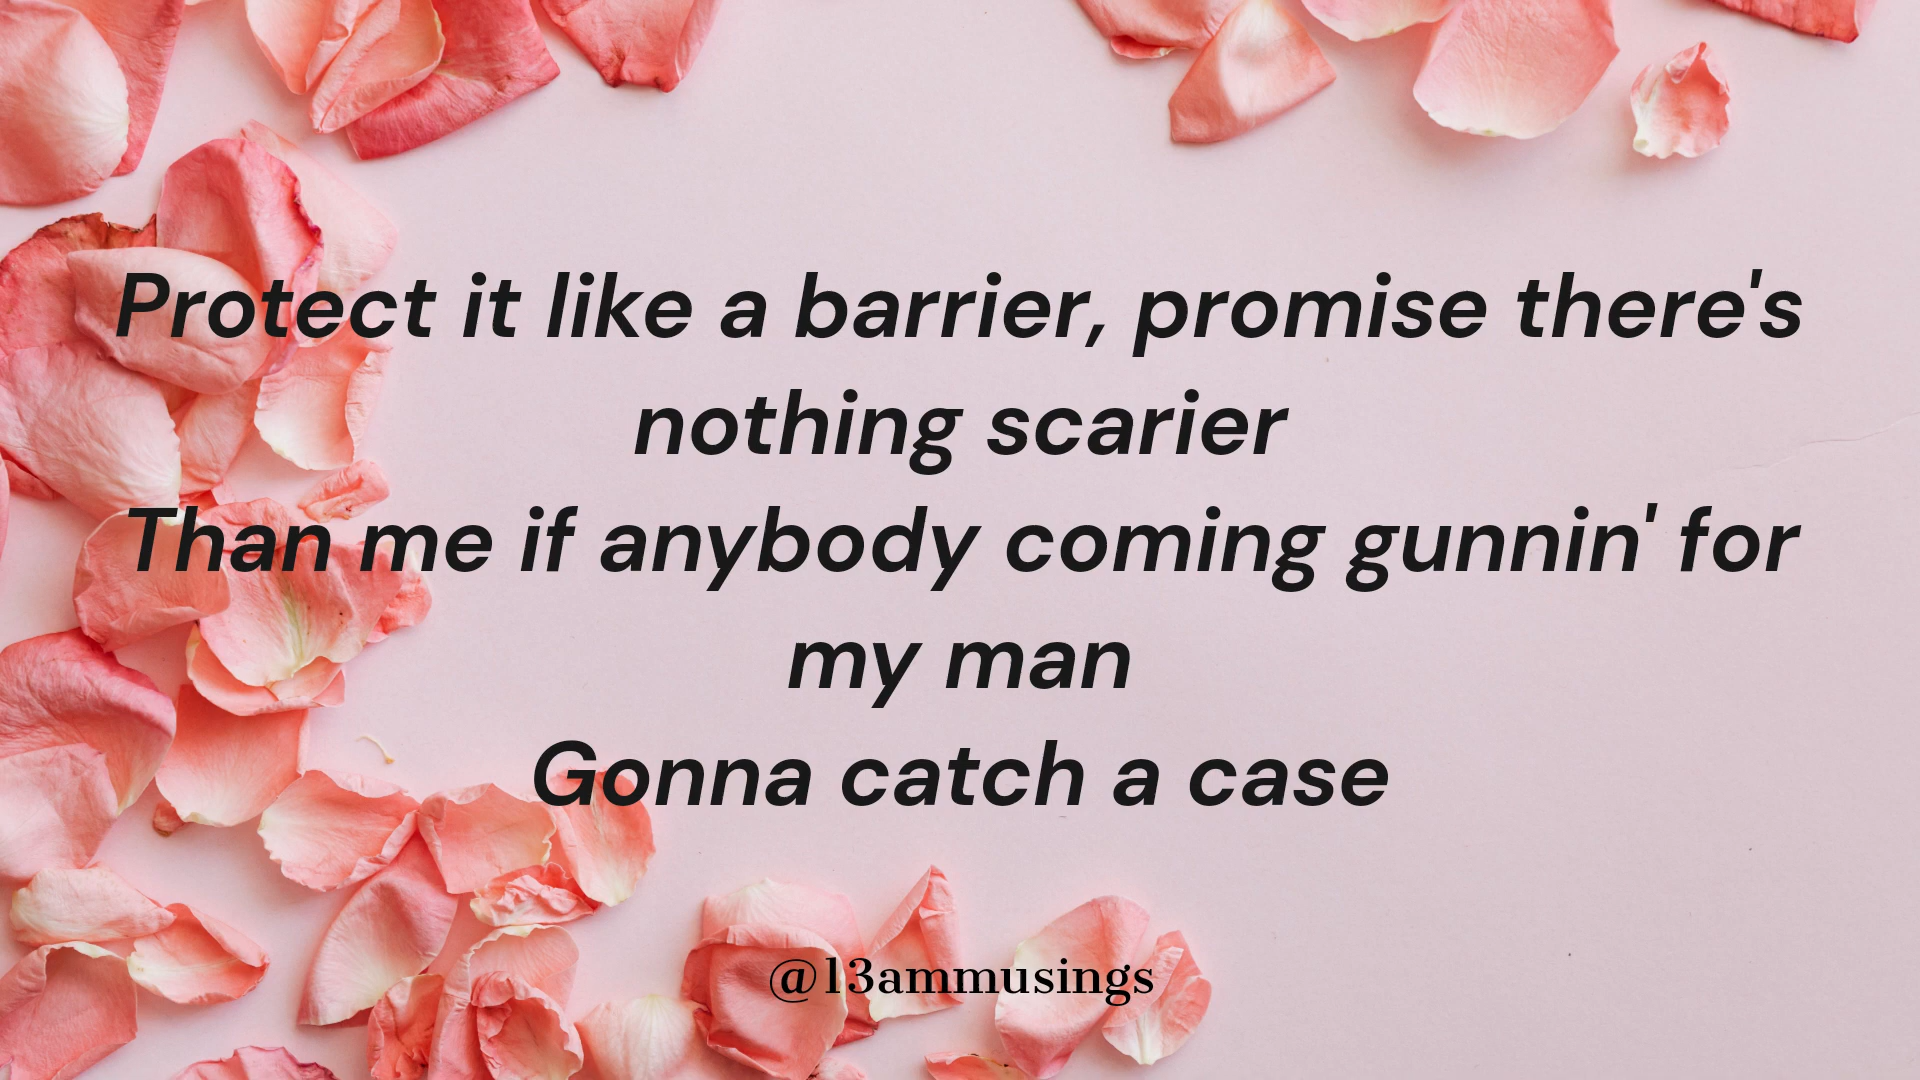 Protect it like a barrier, promise there's
nothing scarier
Than me if anybody coming gunnin' for
my man
Gonna catch a case
@13ammusings